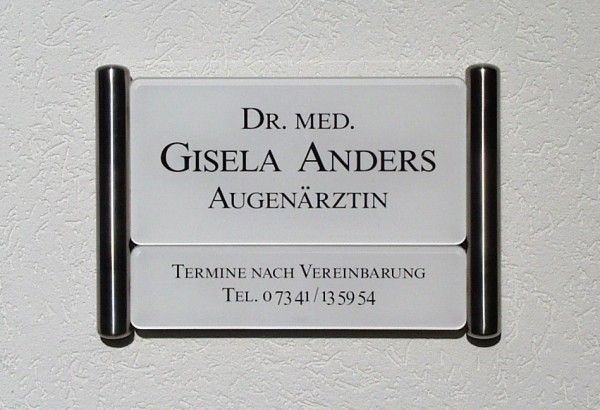 Dr. med.
Gisela Anders
Augenärztin
Termine nach Vereinbarung
Tel. 0 73 41 / 13 59 54